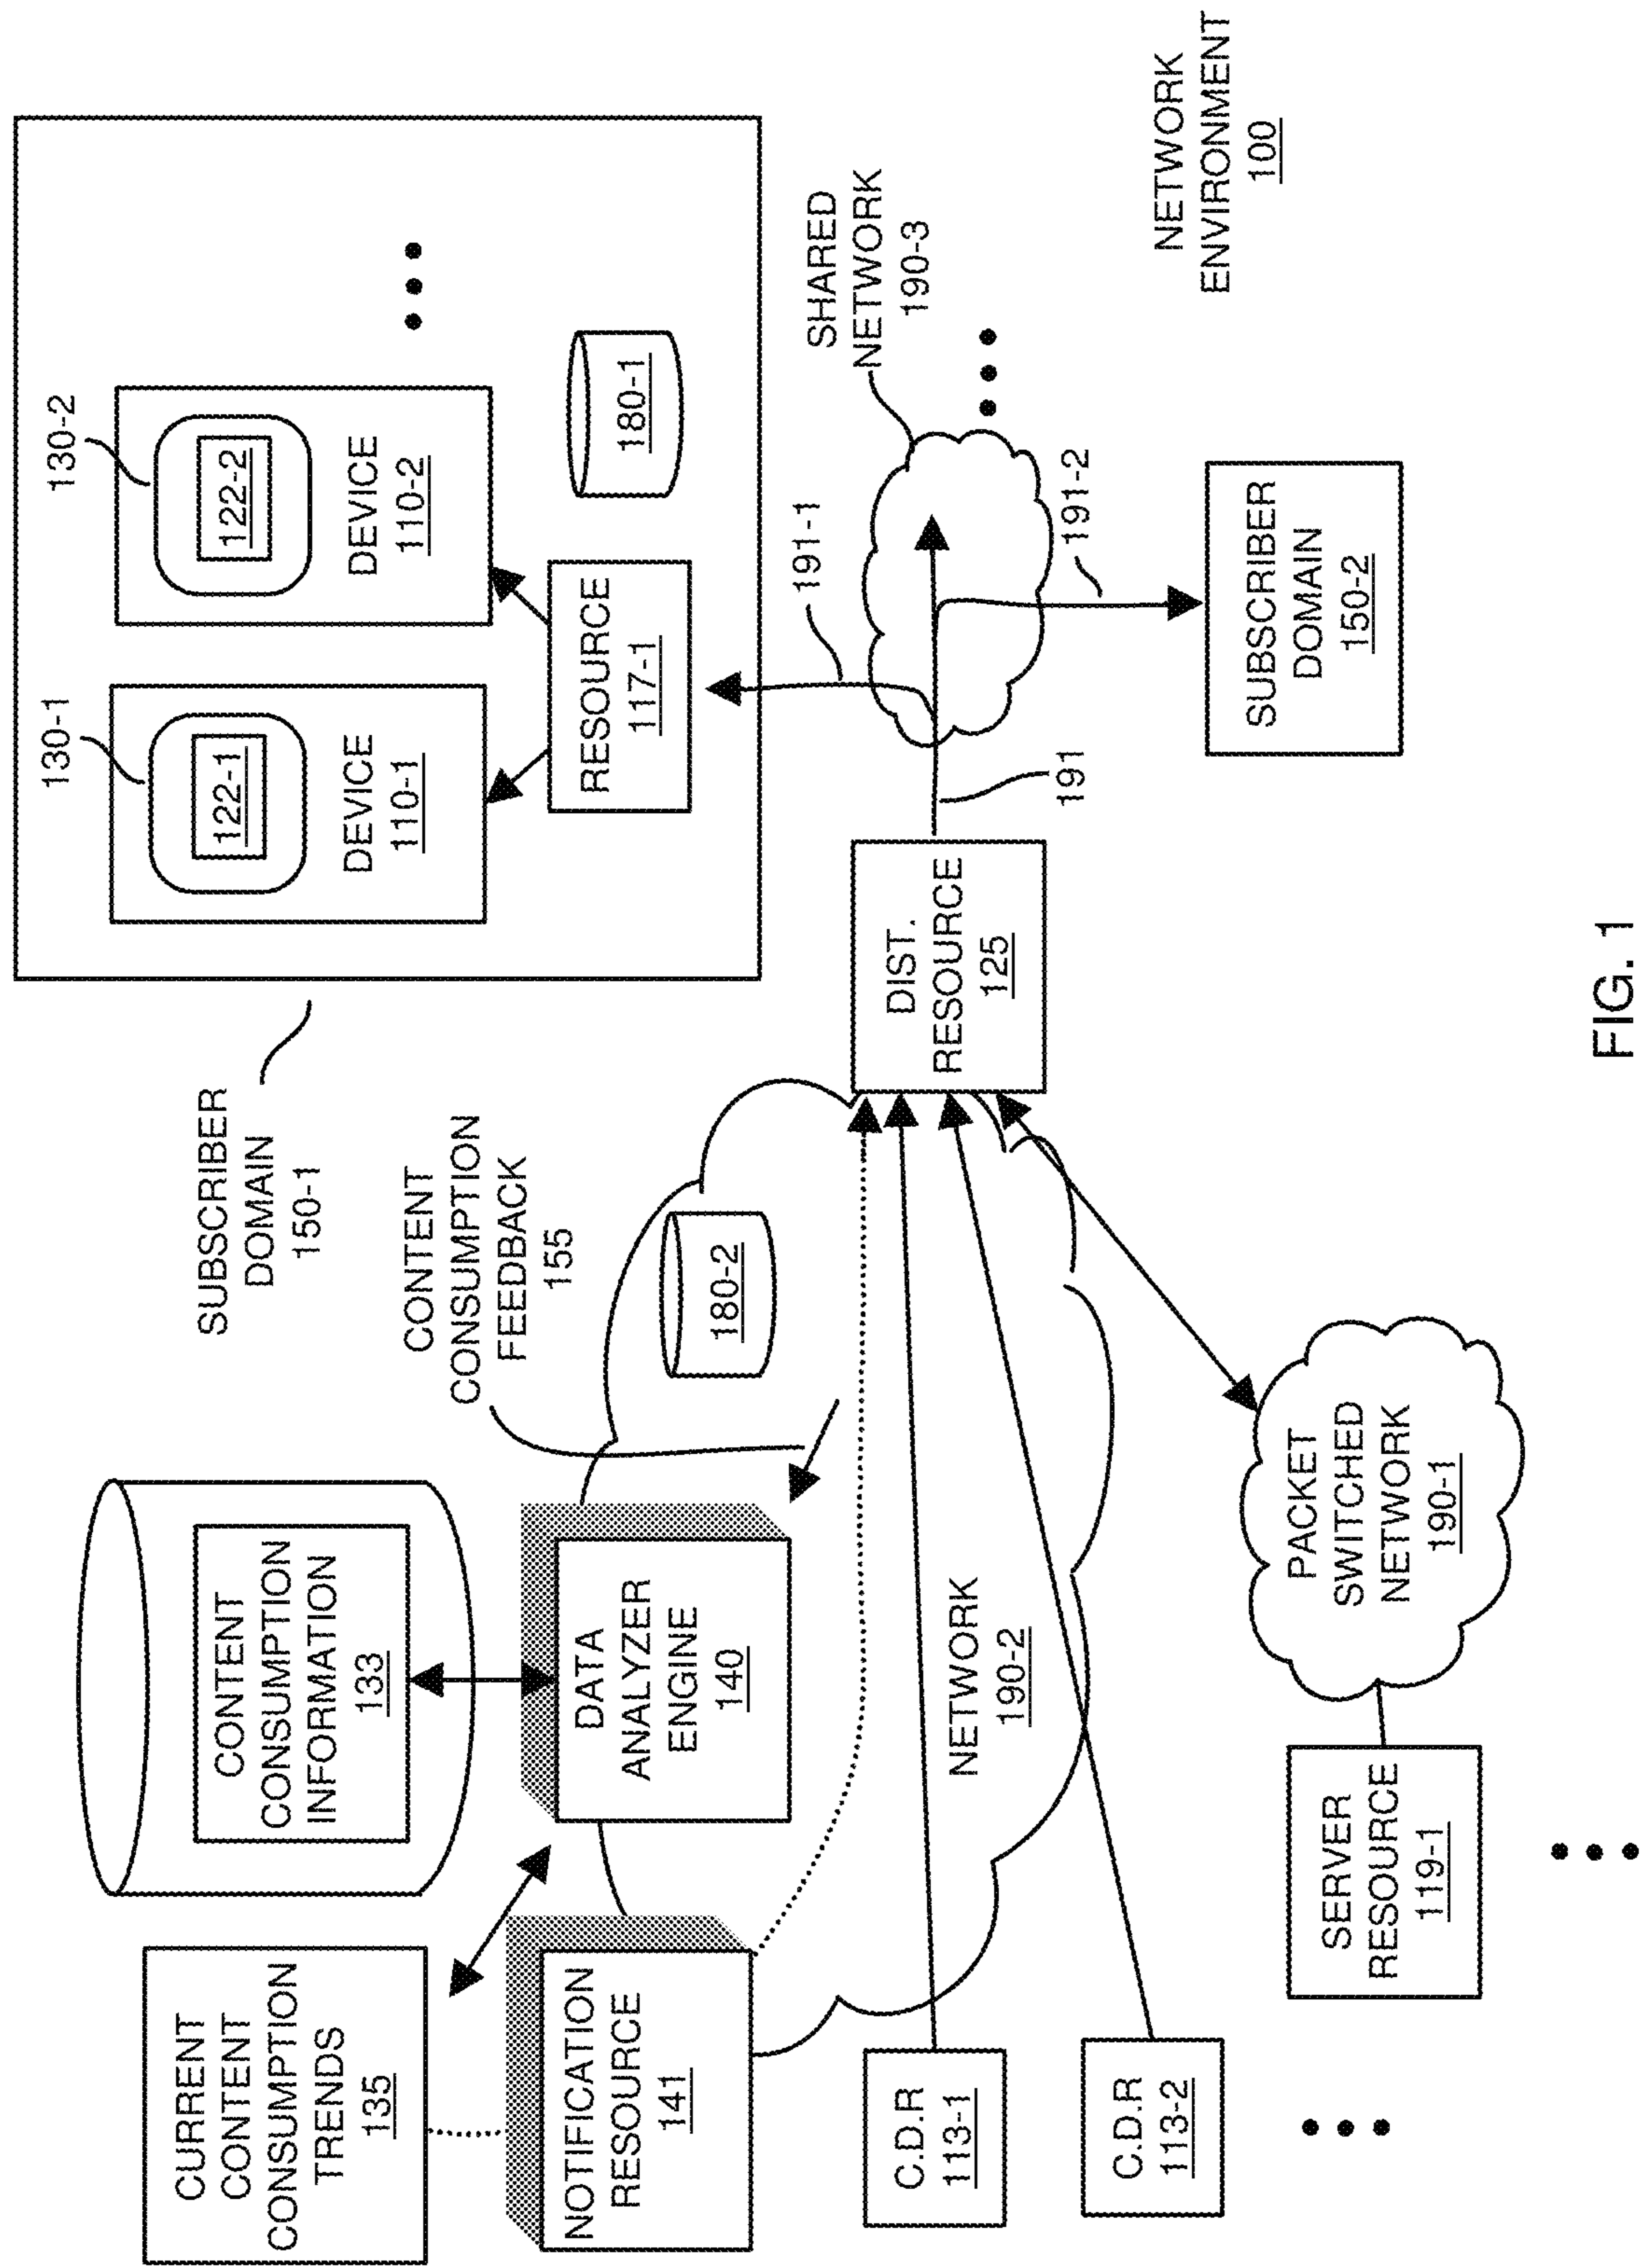 CURRENT
CONTENT
CONSUMPTION
TRENDS
135
CONTENT
CONSUMPTION
INFORMATION
133
NOTIFICATION
RESOURCE
141
DATA
ANALYZER
ENGINE
140
SUBSCRIBER
DOMAIN
150-1
CONTENT
CONSUMPTION
FEEDBACK
155
180-2
130-1
122-1
DEVICE
110-1
130-2
122-2
DEVICE
110-2
RESOURCE
117-1
180-1
C.D.R
113-1
C.D.R
113-2
NETWORK
190-2
DIST.
RESOURCE
125
191
191-1
191-2
SHARED
NETWORK
190-3
SERVER
RESOURCE
119-1
PACKET
SWITCHED
NETWORK
190-1
SUBSCRIBER
DOMAIN
150-2
NETWORK
ENVIRONMENT
100
FIG. 1